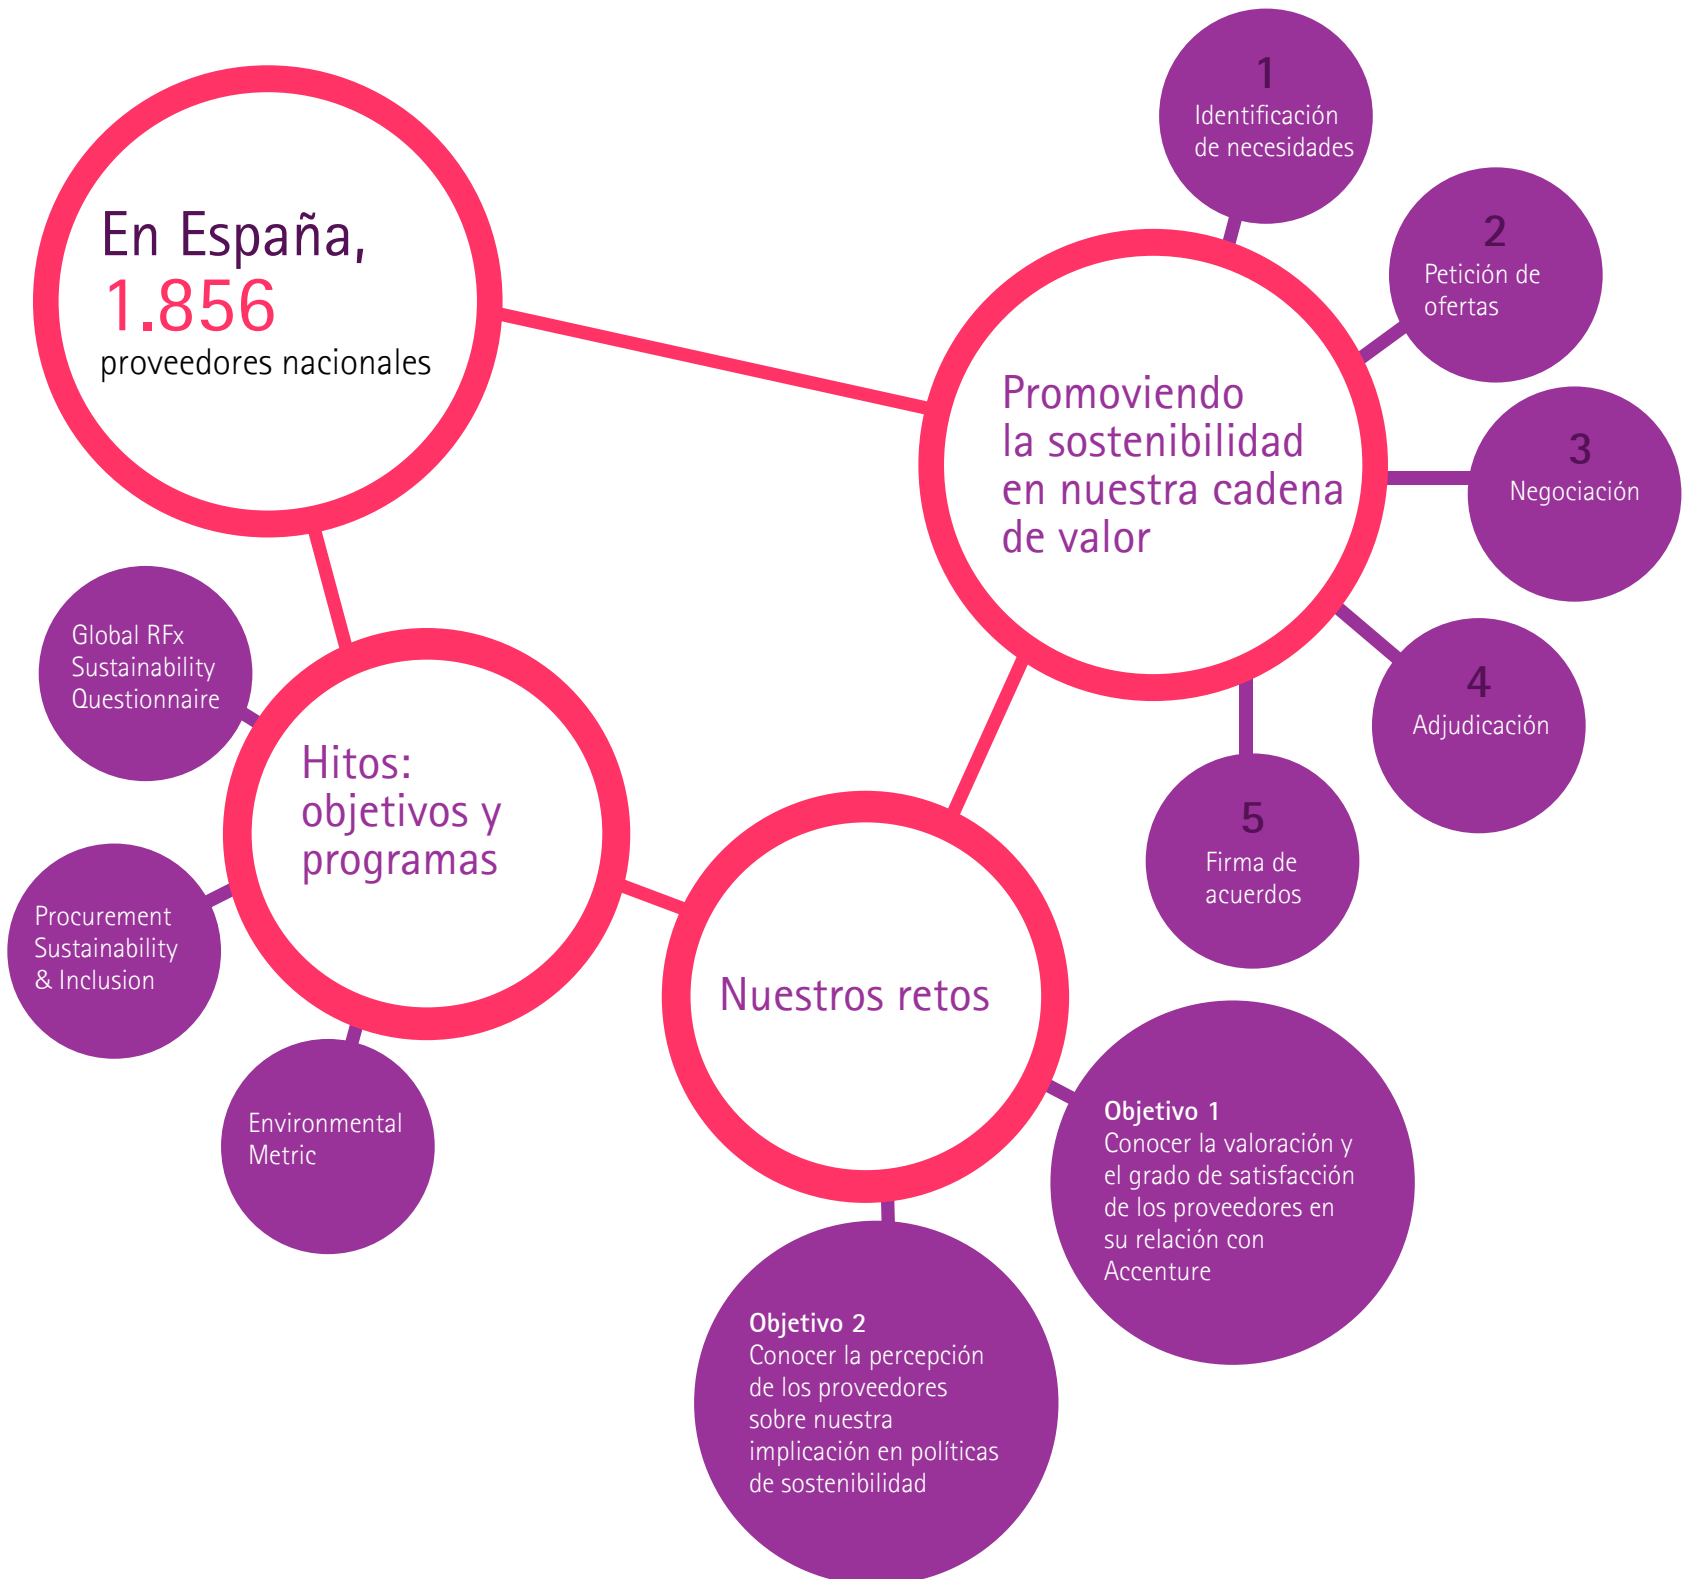 En España,
1.856
proveedores nacionales
Promoviendo
la sostenibilidad
en nuestra cadena
de valor
1
Identificación
de necesidades
2
Petición de
ofertas
3
Negociación
4
Adjudicación
5
Firma de
acuerdos
Hitos:
objetivos y
programas
Global RFx
Sustainability
Questionnaire
Procurement
Sustainability
& Inclusion
Environmental
Metric
Nuestros retos
Objetivo 1
Conocer la valoración y
el grado de satisfacción
de los proveedores en
su relación con
Accenture
Objetivo 2
Conocer la percepción
de los proveedores
sobre nuestra
implicación en políticas
de sostenibilidad